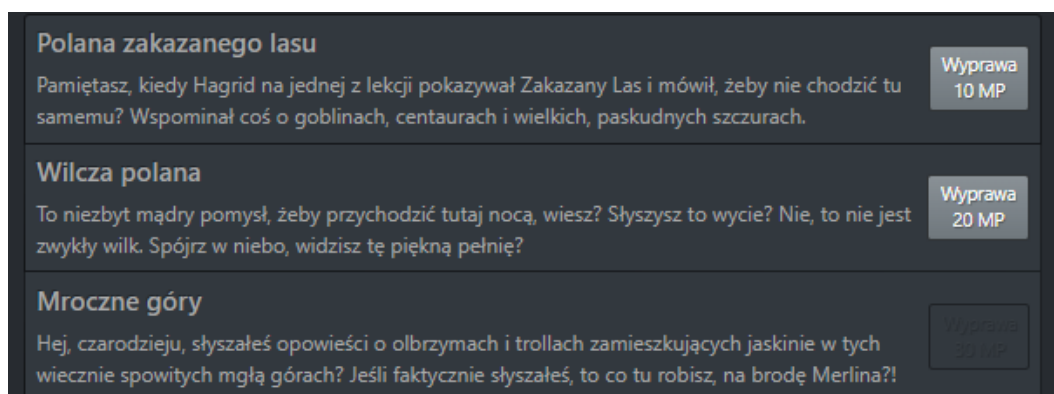 Polana zakazanego lasu
Pamiętasz, kiedy Hagrid na jednej z lekcji pokazywał Zakazany Las i mówił, żeby nie chodzić tu
samemu? Wspominał coś o goblinach, centaurach i wielkich, paskudnych szczurach.
Wyprawa
10 MP
Wilcza polana
To niezbyt mądry pomysł, żeby przychodzić tutaj nocą, wiesz? Słyszysz to wycie? Nie, to nie jest
zwykły wilk. Spójrz w niebo, widzisz tę piękną pełnię?
Wyprawa
20 MP
Mroczne góry
Hej, czarodzieju, słyszałeś opowieści o olbrzymach i trollach zamieszkujących jaskinie w tych
wiecznie spowitych mgłą górach? Jeśli faktycznie słyszałeś, to co tu robisz, na brodę Merlina?!
Wyprawa
30 MP